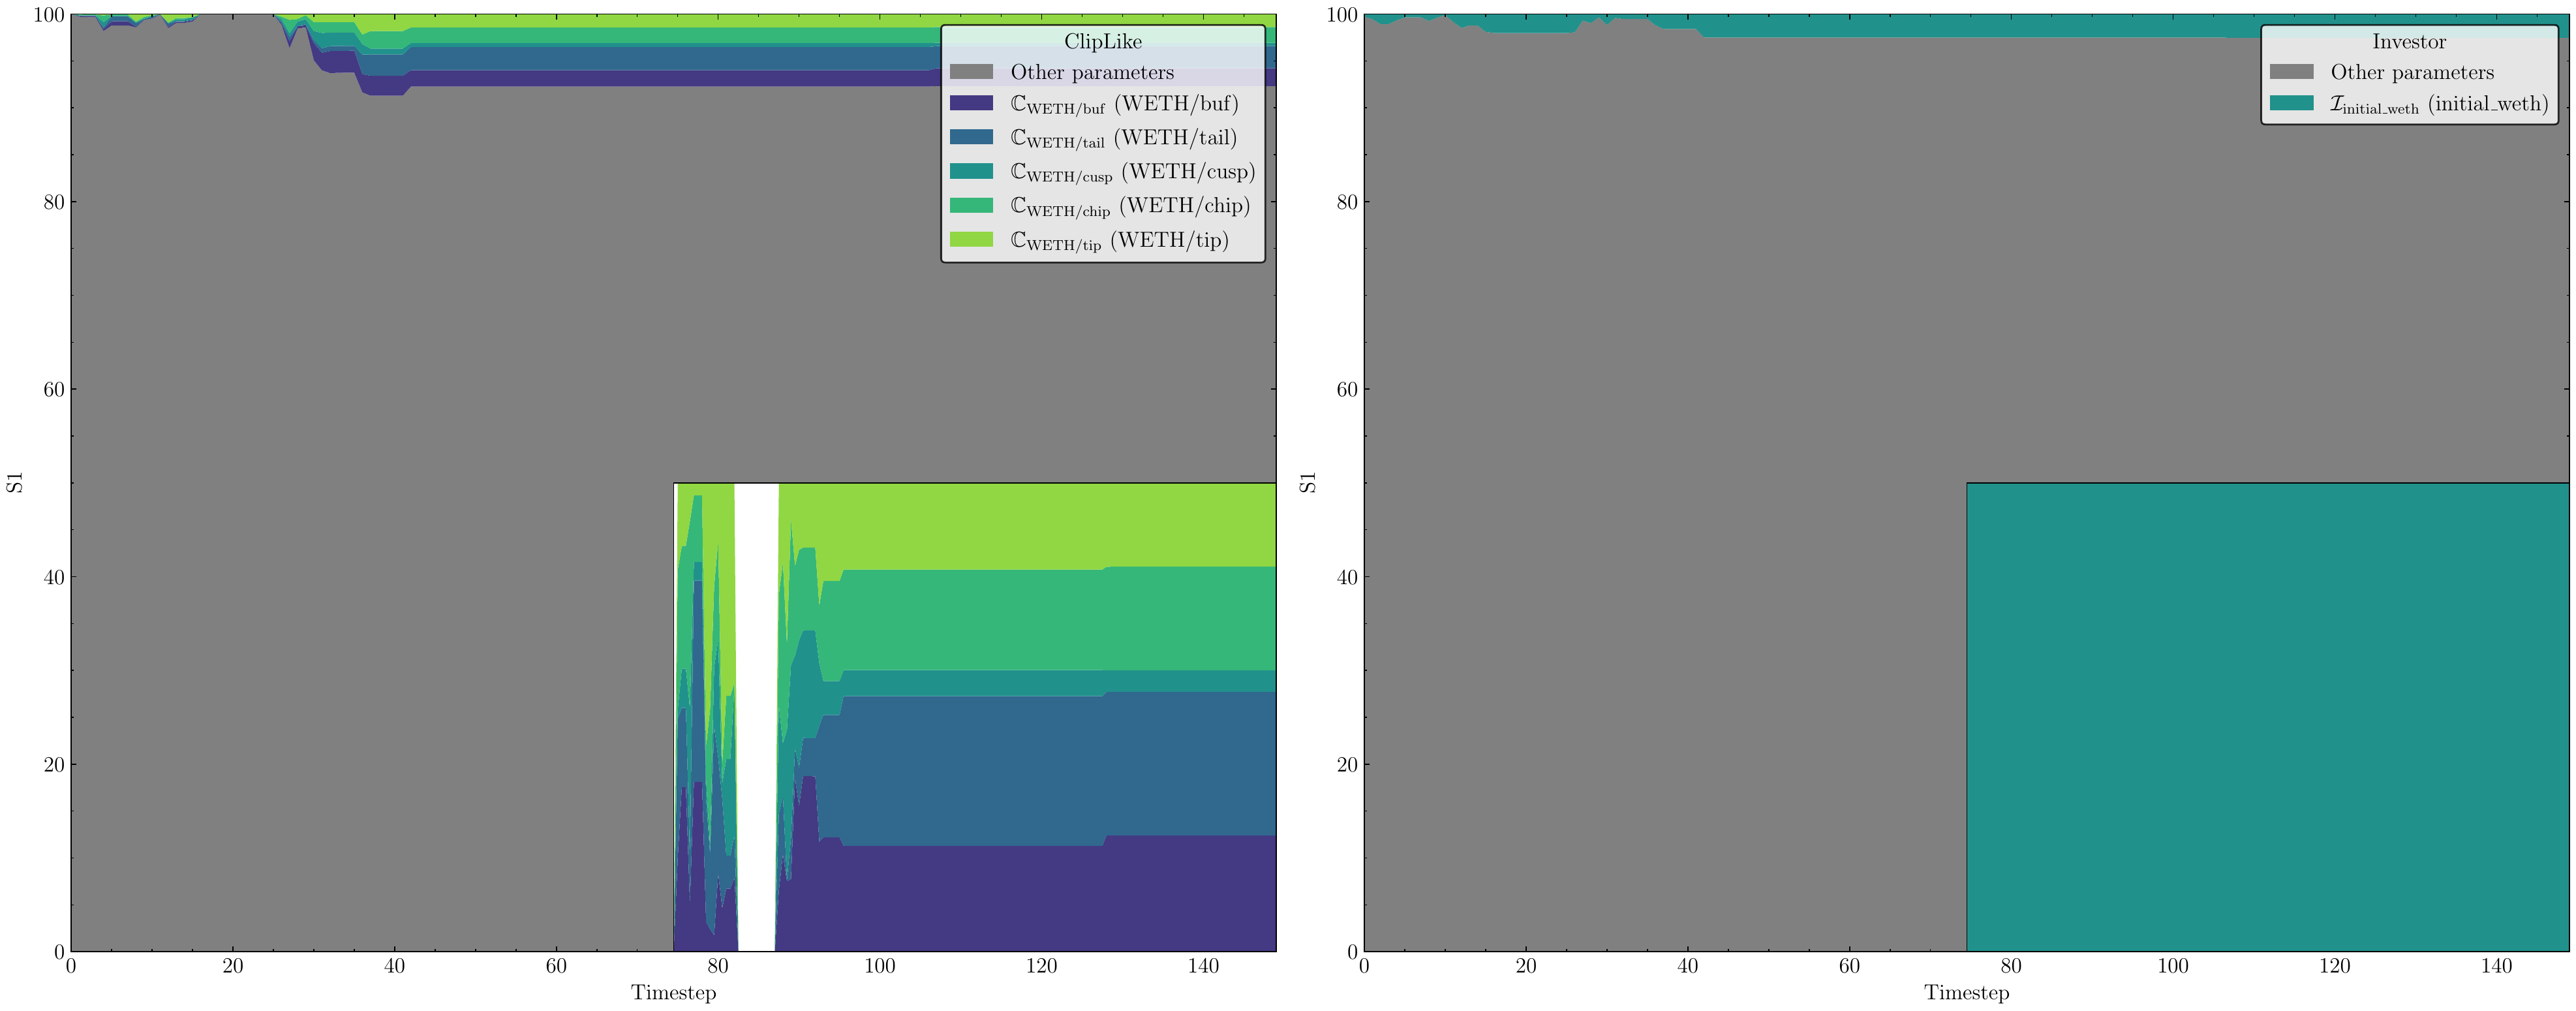 100
80
60
40
20
0
S1
0 20 40 60 80 100 120 140
Timestep
ClipLike
Other parameters
ℂWETH/buf (WETH/buf)
ℂWETH/tail (WETH/tail)
ℂWETH/cusp (WETH/cusp)
ℂWETH/chip (WETH/chip)
ℂWETH/tip (WETH/tip)
100
80
60
40
20
0
S1
0 20 40 60 80 100 120 140
Timestep
Investor
Other parameters
ℐinitial_weth (initial_weth)